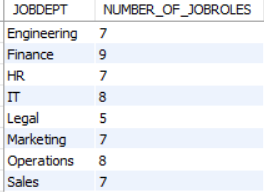 JOBDEPT NUMBER_OF_JOBROLES
Engineering 7
Finance 9
HR 7
IT 8
Legal 5
Marketing 7
Operations 8
Sales 7